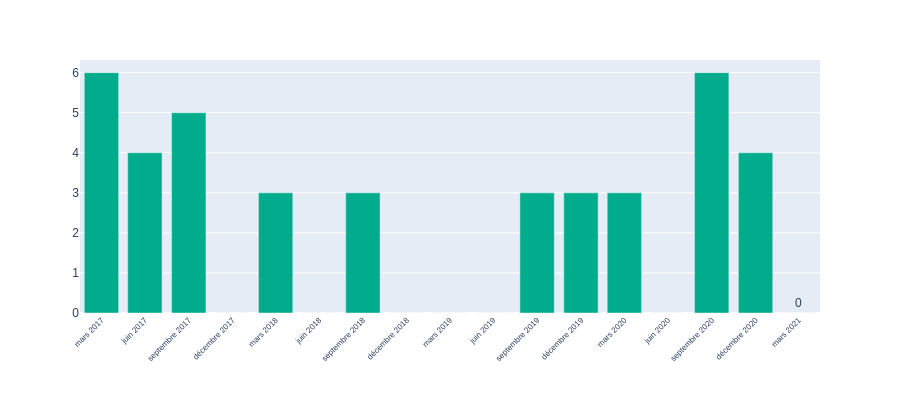 6
5
4
3
2
1
0
0
mars 2017
juin 2017
septembre 2017
décembre 2017
mars 2018
juin 2018
septembre 2018
décembre 2018
mars 2019
juin 2019
septembre 2019
décembre 2019
mars 2020
juin 2020
septembre 2020
décembre 2020
mars 2021